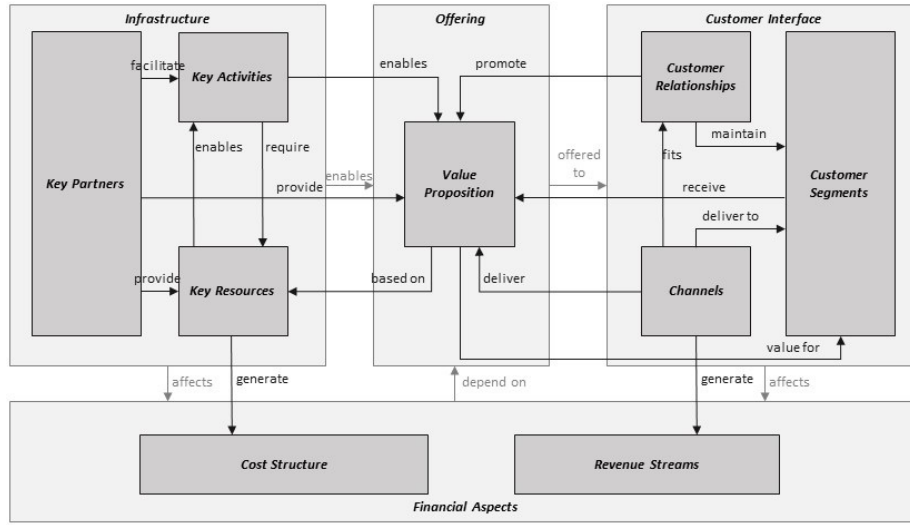 Infrastructure
Offering
Customer Interface
facilitate
Key Activities
enables
promote
Customer
Relationships
enables
require
maintain
Key Partners
provide
enables
Value
Proposition
offered
to
fits
receive
Customer
Segments
deliver to
provide
Key Resources
based on
deliver
Channels
value for
affects
generate
depend on
generate
affects
Cost Structure
Revenue Streams
Financial Aspects